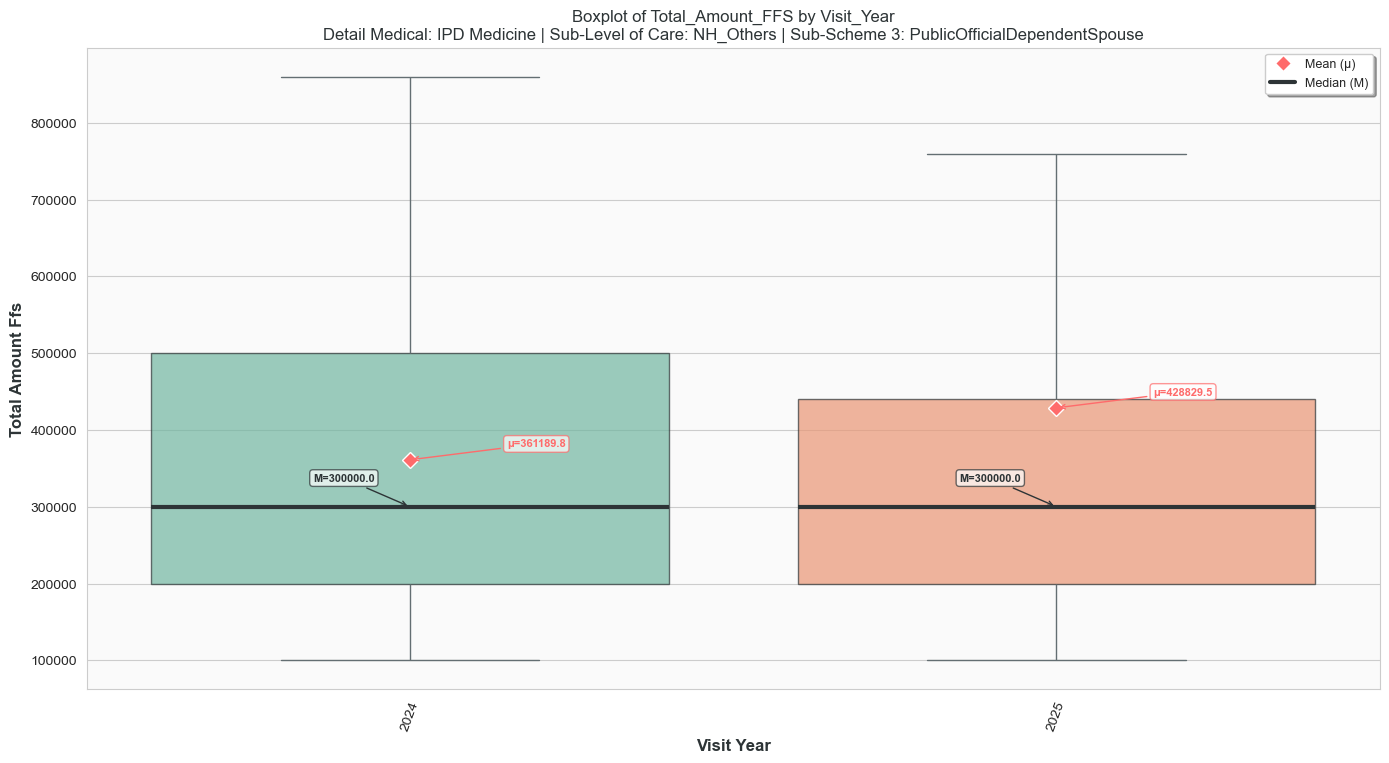 Boxplot of Total_Amount_FFS by Visit_Year
Detail Medical: IPD Medicine | Sub-Level of Care: NH_Others | Sub-Scheme 3: PublicOfficialDependentSpouse
Mean (μ)
Median (M)
Total Amount Ffs
800000
700000
600000
500000
400000
300000
200000
100000
μ=361189.8
M=300000.0
μ=428829.5
M=300000.0
2024
2025
Visit Year